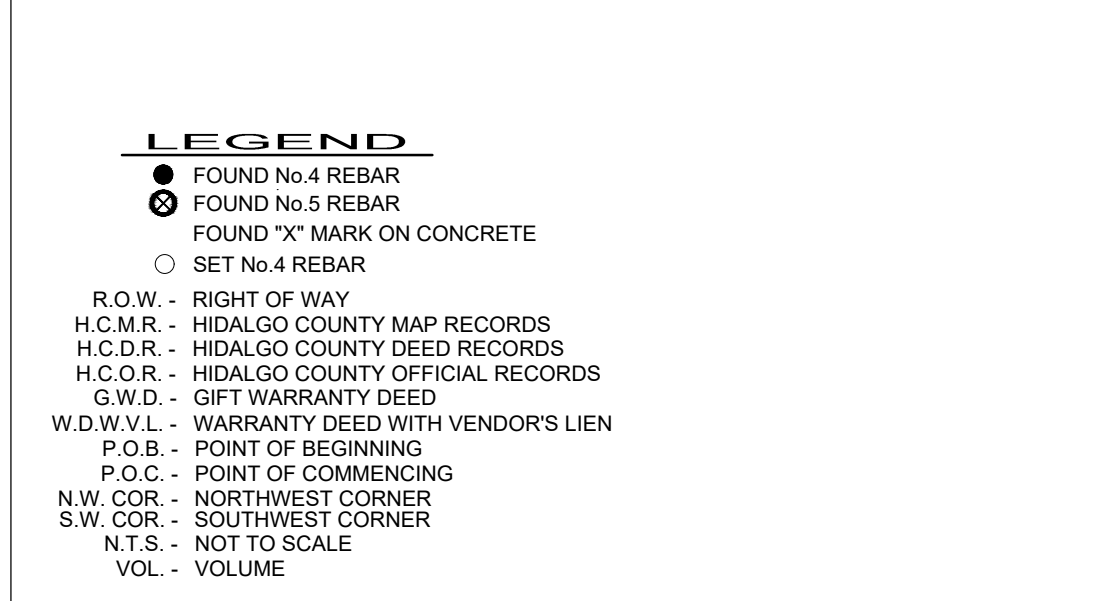 LEGEND
FOUND No.4 REBAR
FOUND No.5 REBAR
FOUND "X" MARK ON CONCRETE
SET No.4 REBAR
R.O.W. - RIGHT OF WAY
H.C.M.R. - HIDALGO COUNTY MAP RECORDS
H.C.D.R. - HIDALGO COUNTY DEED RECORDS
H.C.O.R. - HIDALGO COUNTY OFFICIAL RECORDS
G.W.D. - GIFT WARRANTY DEED
W.D.W.V.L. - WARRANTY DEED WITH VENDOR'S LIEN
P.O.B. - POINT OF BEGINNING
P.O.C. - POINT OF COMMENCING
N.W. COR. - NORTHWEST CORNER
S.W. COR. - SOUTHWEST CORNER
N.T.S. - NOT TO SCALE
VOL. - VOLUME